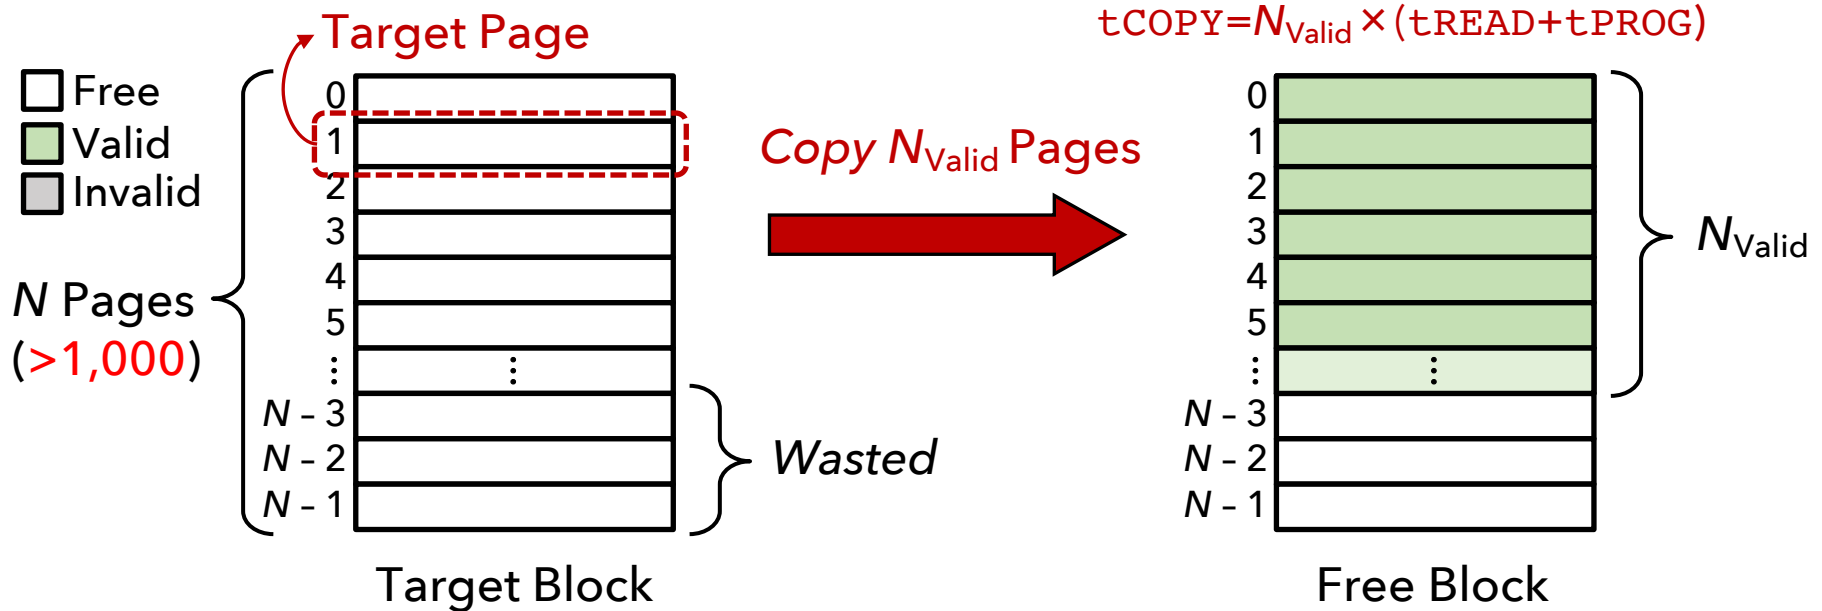 Target Page
tCOPY=NValid×(tREAD+tPROG)
Free
Valid
Invalid
N Pages
(>1,000)
0
1
2
3
4
5
⋮
N – 3
N – 2
N – 1
⋮
Wasted
Target Block
Copy NValid Pages
0
1
2
3
4
5
⋮
N – 3
N – 2
N – 1
⋮
NValid
Free Block